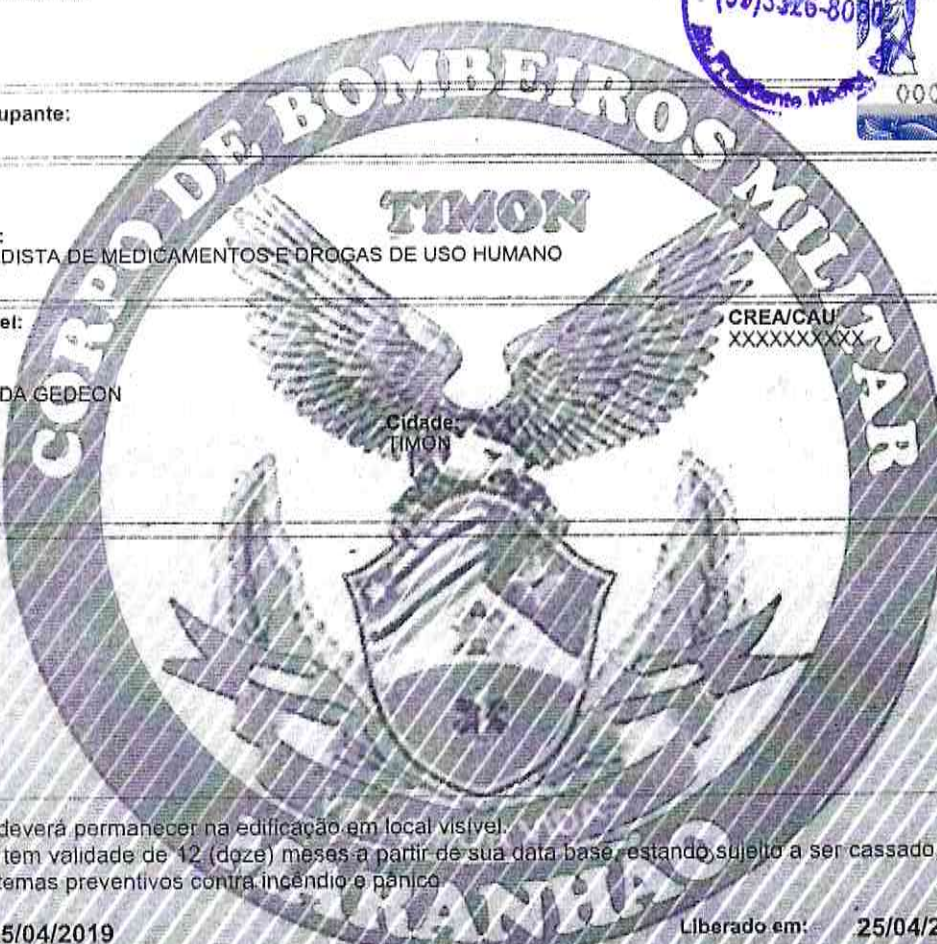 (99)3326-80
000
CORPO DE BOMBEIROS MILITAR
upante:
TIMON
:
DISTA DE MEDICAMENTOS E DROGAS DE USO HUMANO
el:
CREA/CAU
XXXXXXXXXX
DA GEDEON
Cidade:
TIMON
deverá permanecer na edificação em local visível.
tem validade de 12 (doze) meses a partir de sua data base, estando sujeito a ser cassado
temas preventivos contra incêndio e pânico
MARANHÃO
5/04/2019
Liberado em: 25/04/2